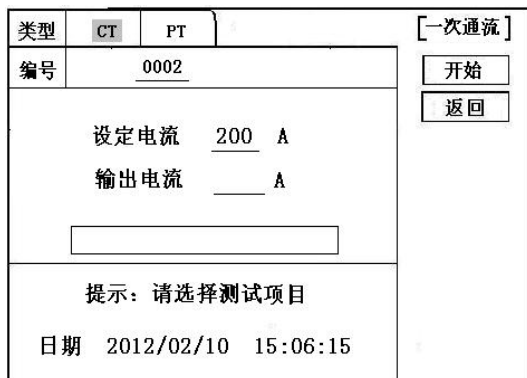 类型 CT PT [一次通流]
编号 0002 开始
返回
设定电流 200 A
输出电流 ____ A
提示：请选择测试项目
日期 2012/02/10 15:06:15